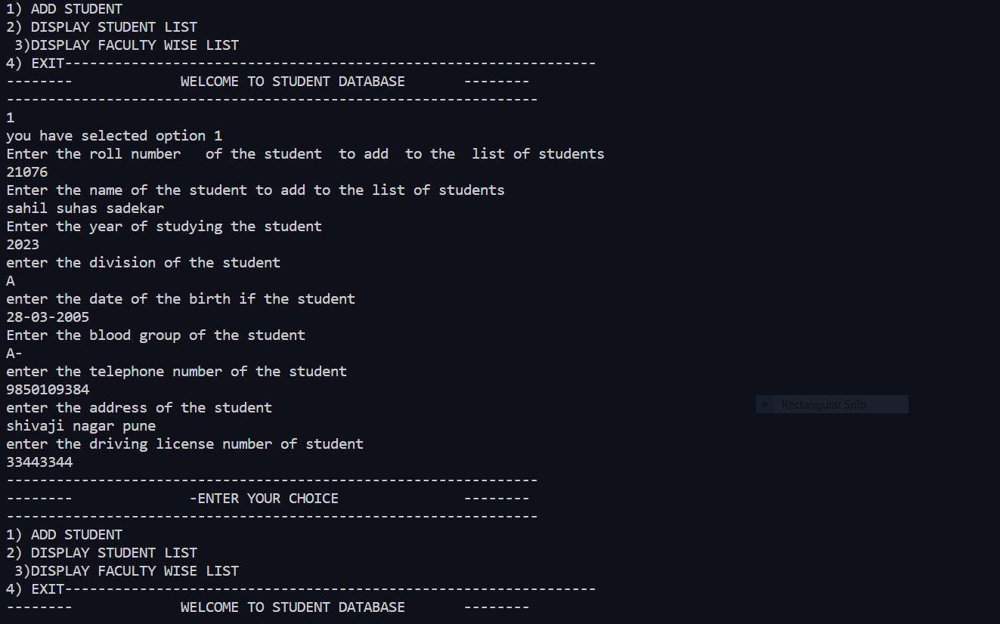 1) ADD STUDENT
2) DISPLAY STUDENT LIST
 3)DISPLAY FACULTY WISE LIST
4) EXIT----------------------------------------------------------------
--------             WELCOME TO STUDENT DATABASE       --------
----------------------------------------------------------------
1
you have selected option 1
Enter the roll number   of the student  to add  to the  list of students
21076
Enter the name of the student to add to the list of students
sahil suhas sadekar
Enter the year of studying the student
2023
enter the division of the student
A
enter the date of the birth if the student
28-03-2005
Enter the blood group of the student
A-
enter the telephone number of the student
9850109384
enter the address of the student
Rectangular Snip
shivaji nagar pune
enter the driving license number of student
33443344
----------------------------------------------------------------
--------              -ENTER YOUR CHOICE               --------
----------------------------------------------------------------
1) ADD STUDENT
2) DISPLAY STUDENT LIST
 3)DISPLAY FACULTY WISE LIST
4) EXIT----------------------------------------------------------------
--------             WELCOME TO STUDENT DATABASE       --------